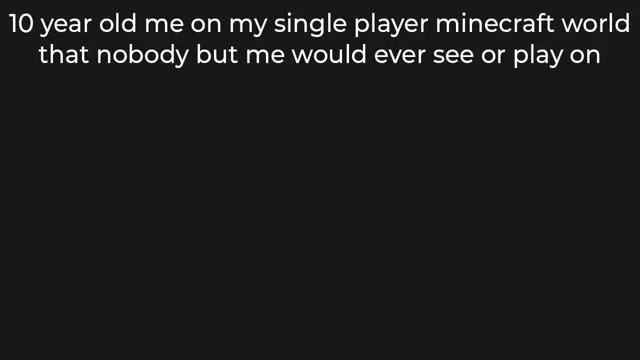 10 year old me on my single player minecraft world
that nobody but me would ever see or play on